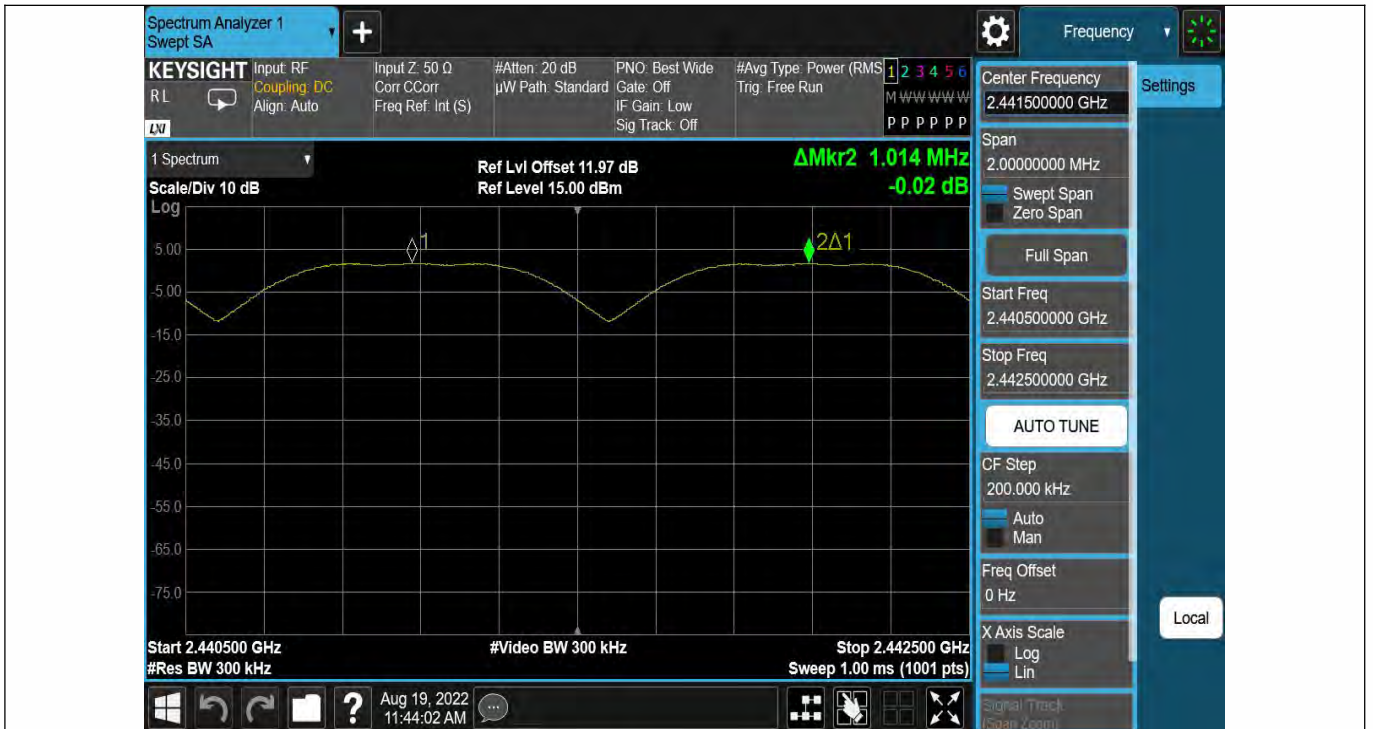 Spectrum Analyzer 1
Swept SA
+
Frequency
KEYSIGHT
RL
LXI
Input: RF
Coupling: DC
Align: Auto
Input Z: 50 Ω
Corr CCorr
Freq Ref: Int (S)
#Atten: 20 dB
µW Path: Standard
PNO: Best Wide
Gate: Off
IF Gain: Low
Sig Track: Off
#Avg Type: Power (RMS
Trig: Free Run
1 2 3 4 5 6
M W W W W W
P P P P P P
Center Frequency
2.441500000 GHz
Settings
Span
2.00000000 MHz
Swept Span
Zero Span
Full Span
Start Freq
2.440500000 GHz
Stop Freq
2.442500000 GHz
AUTO TUNE
CF Step
200.000 kHz
Auto
Man
Freq Offset
0 Hz
X Axis Scale
Log
Lin
Signal Track
(Span Zoom)
Local
1 Spectrum
Scale/Div 10 dB
Log
Ref Lvl Offset 11.97 dB
Ref Level 15.00 dBm
ΔMkr2 1.014 MHz
-0.02 dB
1
2Δ1
5.00
-5.00
-15.0
-25.0
-35.0
-45.0
-55.0
-65.0
-75.0
Start 2.440500 GHz
#Res BW 300 kHz
#Video BW 300 kHz
Stop 2.442500 GHz
Sweep 1.00 ms (1001 pts)
?
Aug 19, 2022
11:44:02 AM